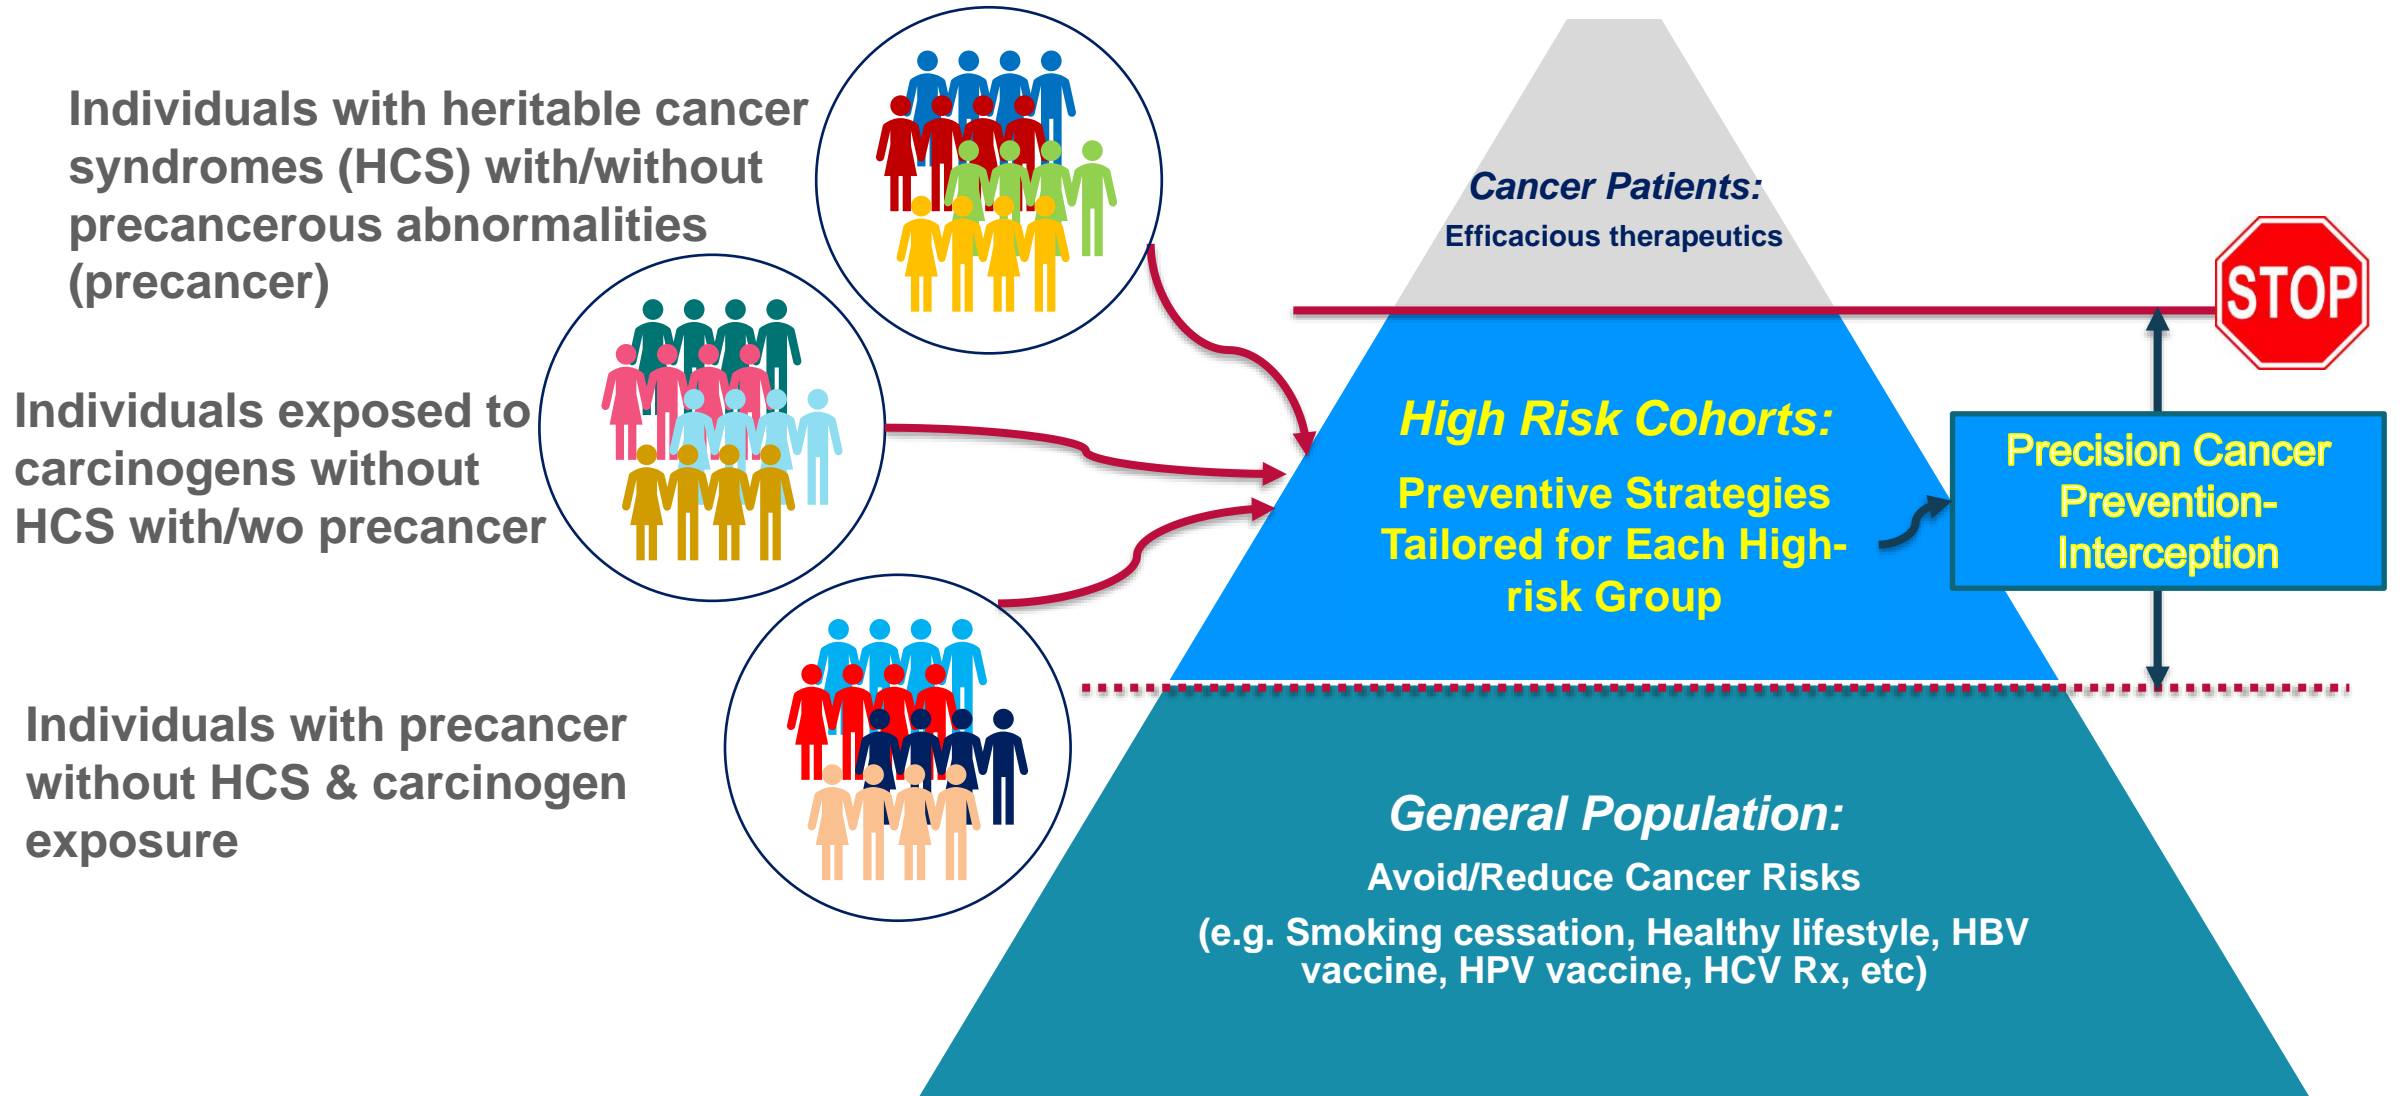 Individuals with heritable cancer
syndromes (HCS) with/without
precancerous abnormalities
(precancer)
Individuals exposed to
carcinogens without
HCS with/wo precancer
Individuals with precancer
without HCS & carcinogen
exposure
Cancer Patients:
Efficacious therapeutics
STOP
High Risk Cohorts:
Preventive Strategies
Tailored for Each High-
risk Group
Precision Cancer
Prevention-
Interception
General Population:
Avoid/Reduce Cancer Risks
(e.g. Smoking cessation, Healthy lifestyle, HBV
vaccine, HPV vaccine, HCV Rx, etc)